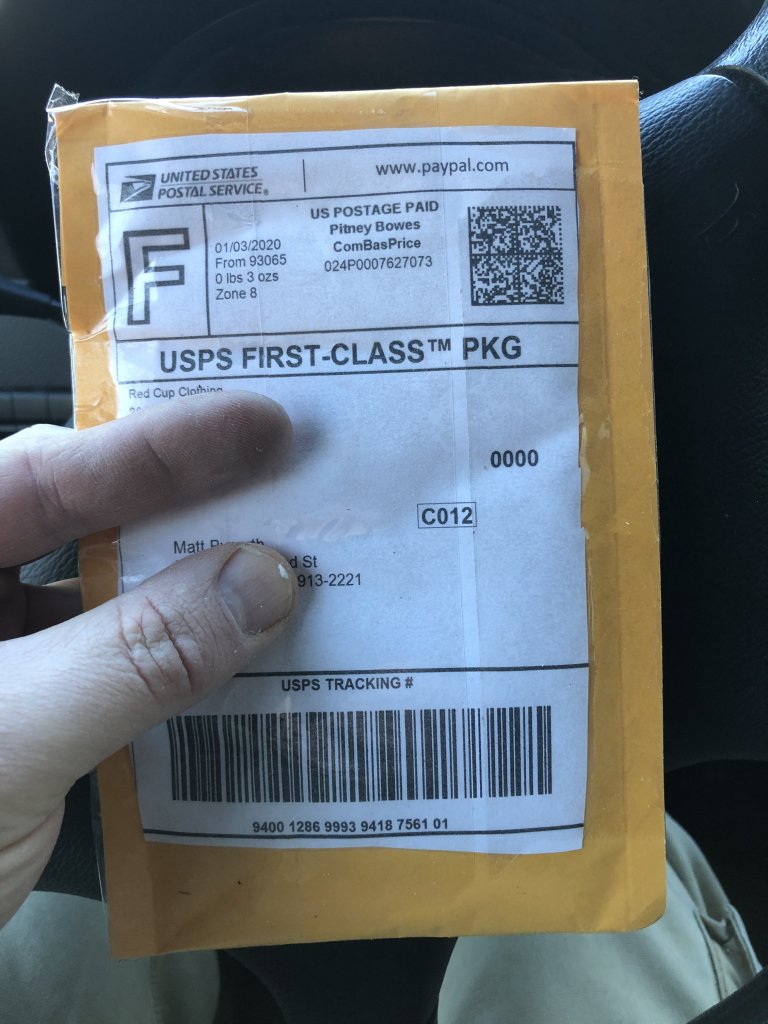 UNITED STATES
POSTAL SERVICE®
www.paypal.com
F
01/03/2020
From 93065
0 lbs 3 ozs
Zone 8
US POSTAGE PAID
Pitney Bowes
ComBasPrice
024P0007627073
USPS FIRST-CLASS™ PKG
Red Cup Clothing
0000
C012
Matt
d St
913-2221
USPS TRACKING #
9400 1286 9993 9418 7561 01